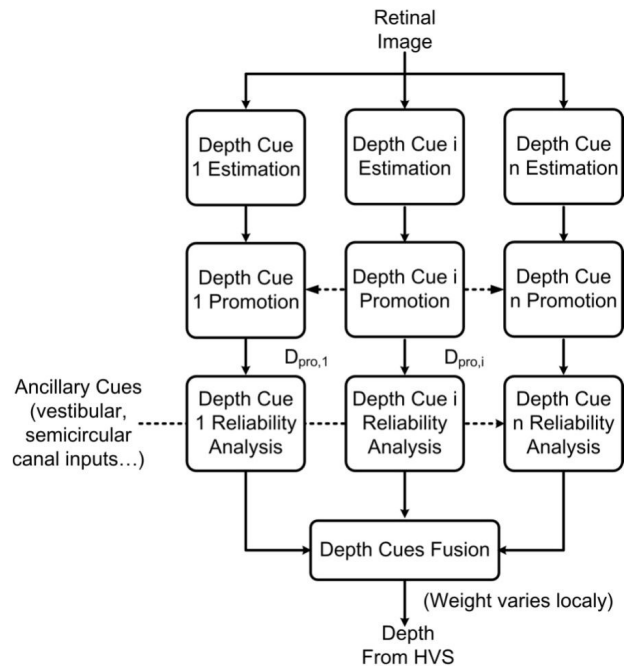 Retinal
Image
Depth Cue
1 Estimation
Depth Cue i
Estimation
Depth Cue
n Estimation
Depth Cue
1 Promotion
Depth Cue i
Promotion
Depth Cue
n Promotion
Dpro,1
Dpro,i
Ancillary Cues
(vestibular,
semicircular
canal inputs…)
Depth Cue
1 Reliability
Analysis
Depth Cue i
Reliability
Analysis
Depth Cue
n Reliability
Analysis
Depth Cues Fusion
(Weight varies localy)
Depth
From HVS